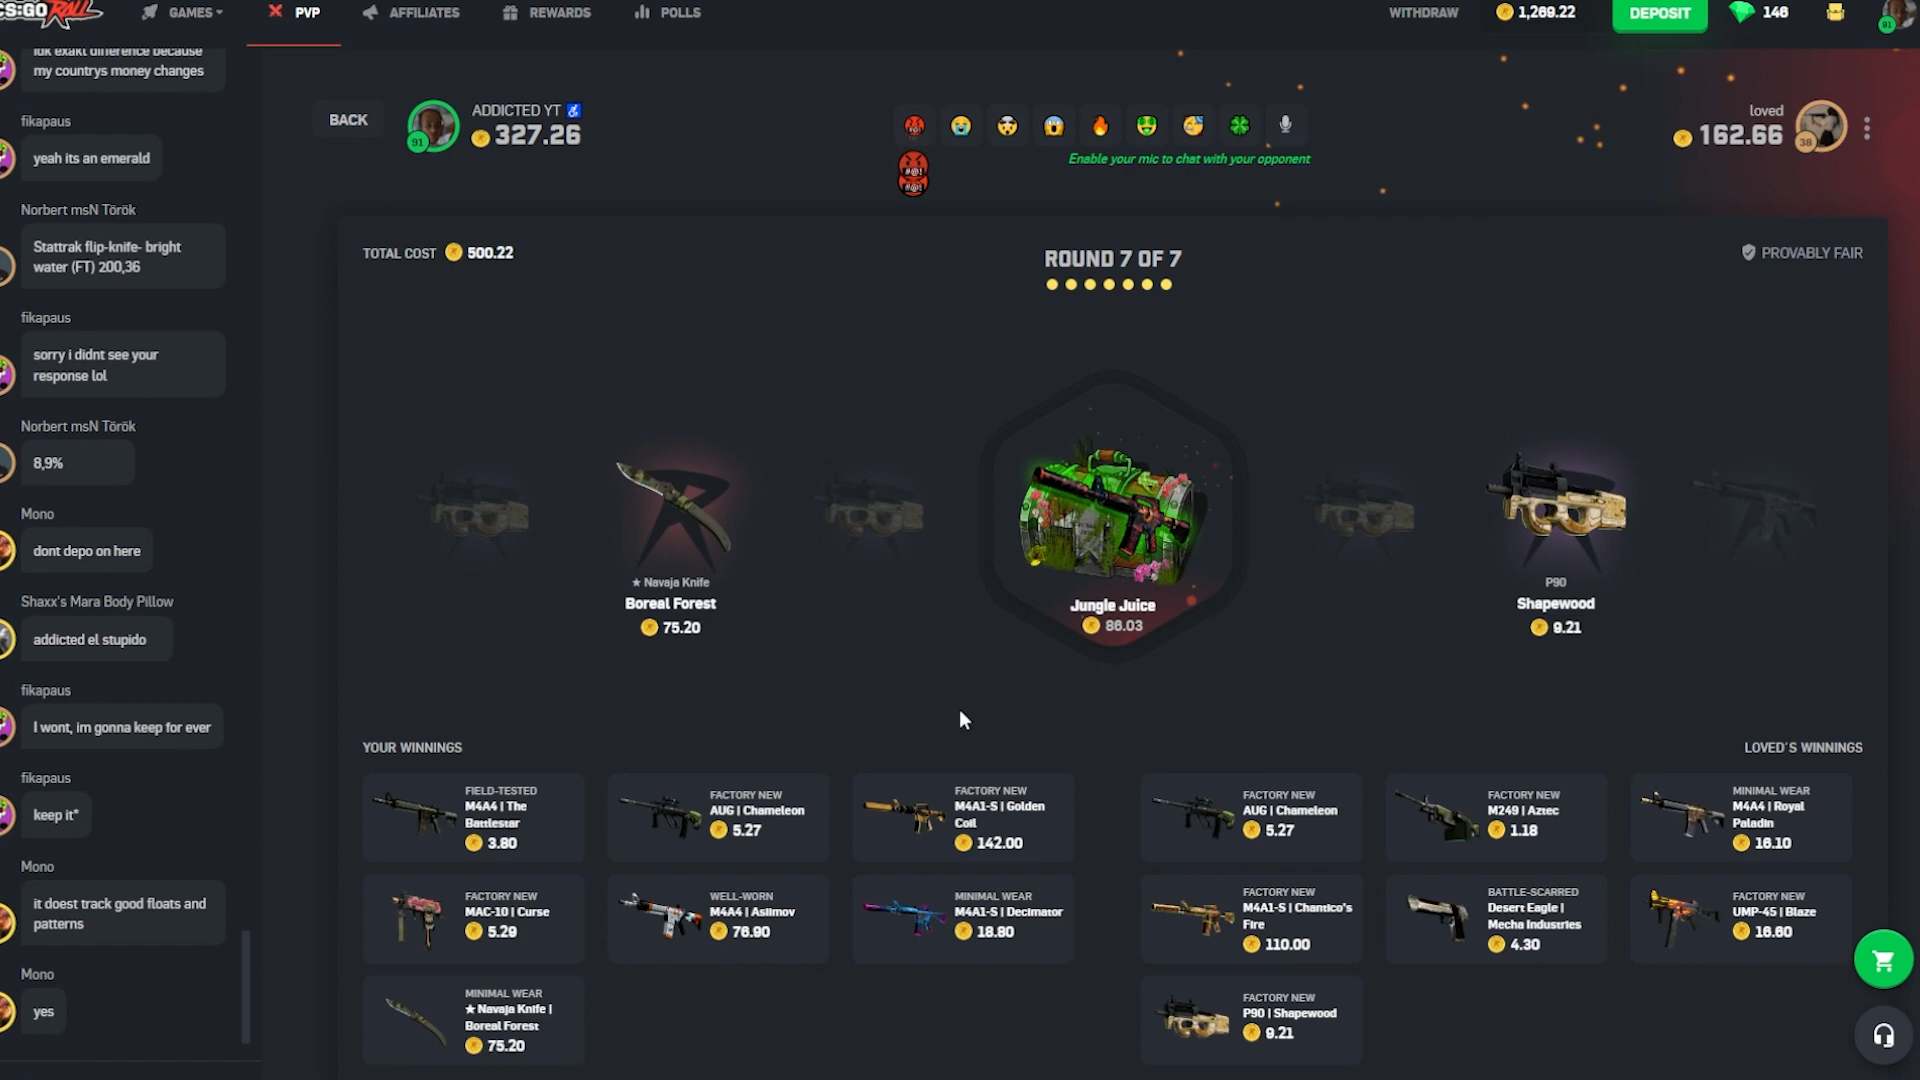 CS:GO ROLL
GAMES
PVP
AFFILIATES
REWARDS
POLLS
WITHDRAW
1,269.22
DEPOSIT
146
91
idk exakt difference because
my countrys money changes
fikapaus
yeah its an emerald
Norbert msN Török
Stattrak flip-knife- bright
water (FT) 200,36
fikapaus
sorry i didnt see your
response lol
Norbert msN Török
8,9%
Mono
dont depo on here
Shaxx's Mara Body Pillow
addicted el stupido
fikapaus
I wont, im gonna keep for ever
fikapaus
keep it*
Mono
it doest track good floats and
patterns
Mono
yes
BACK
91
ADDICTED YT
327.26
Enable your mic to chat with your opponent
loved
162.66
38
TOTAL COST 500.22
ROUND 7 OF 7
PROVABLY FAIR
★ Navaja Knife
Boreal Forest
75.20
Jungle Juice
86.03
P90
Shapewood
9.21
YOUR WINNINGS
FIELD-TESTED
M4A4 | The
Battlestar
3.80
FACTORY NEW
AUG | Chameleon
5.27
FACTORY NEW
M4A1-S | Golden
Coil
142.00
FACTORY NEW
MAC-10 | Curse
5.29
WELL-WORN
M4A4 | Asiimov
76.90
MINIMAL WEAR
M4A1-S | Decimator
18.80
MINIMAL WEAR
★ Navaja Knife |
Boreal Forest
75.20
LOVED'S WINNINGS
FACTORY NEW
AUG | Chameleon
5.27
FACTORY NEW
M249 | Aztec
1.18
MINIMAL WEAR
M4A4 | Royal
Paladin
16.10
FACTORY NEW
M4A1-S | Chantico's
Fire
110.00
BATTLE-SCARRED
Desert Eagle |
Mecha Industries
4.30
FACTORY NEW
UMP-45 | Blaze
16.60
FACTORY NEW
P90 | Shapewood
9.21